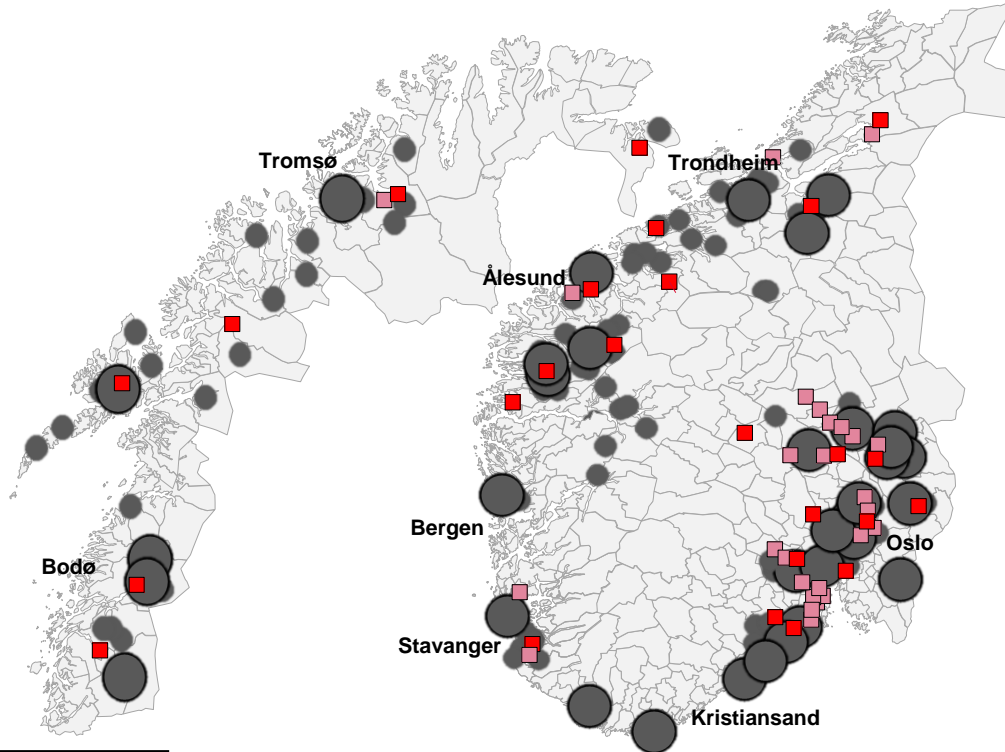 Tromsø
Trondheim
Ålesund
Bergen
Oslo
Bodø
Stavanger
Kristiansand